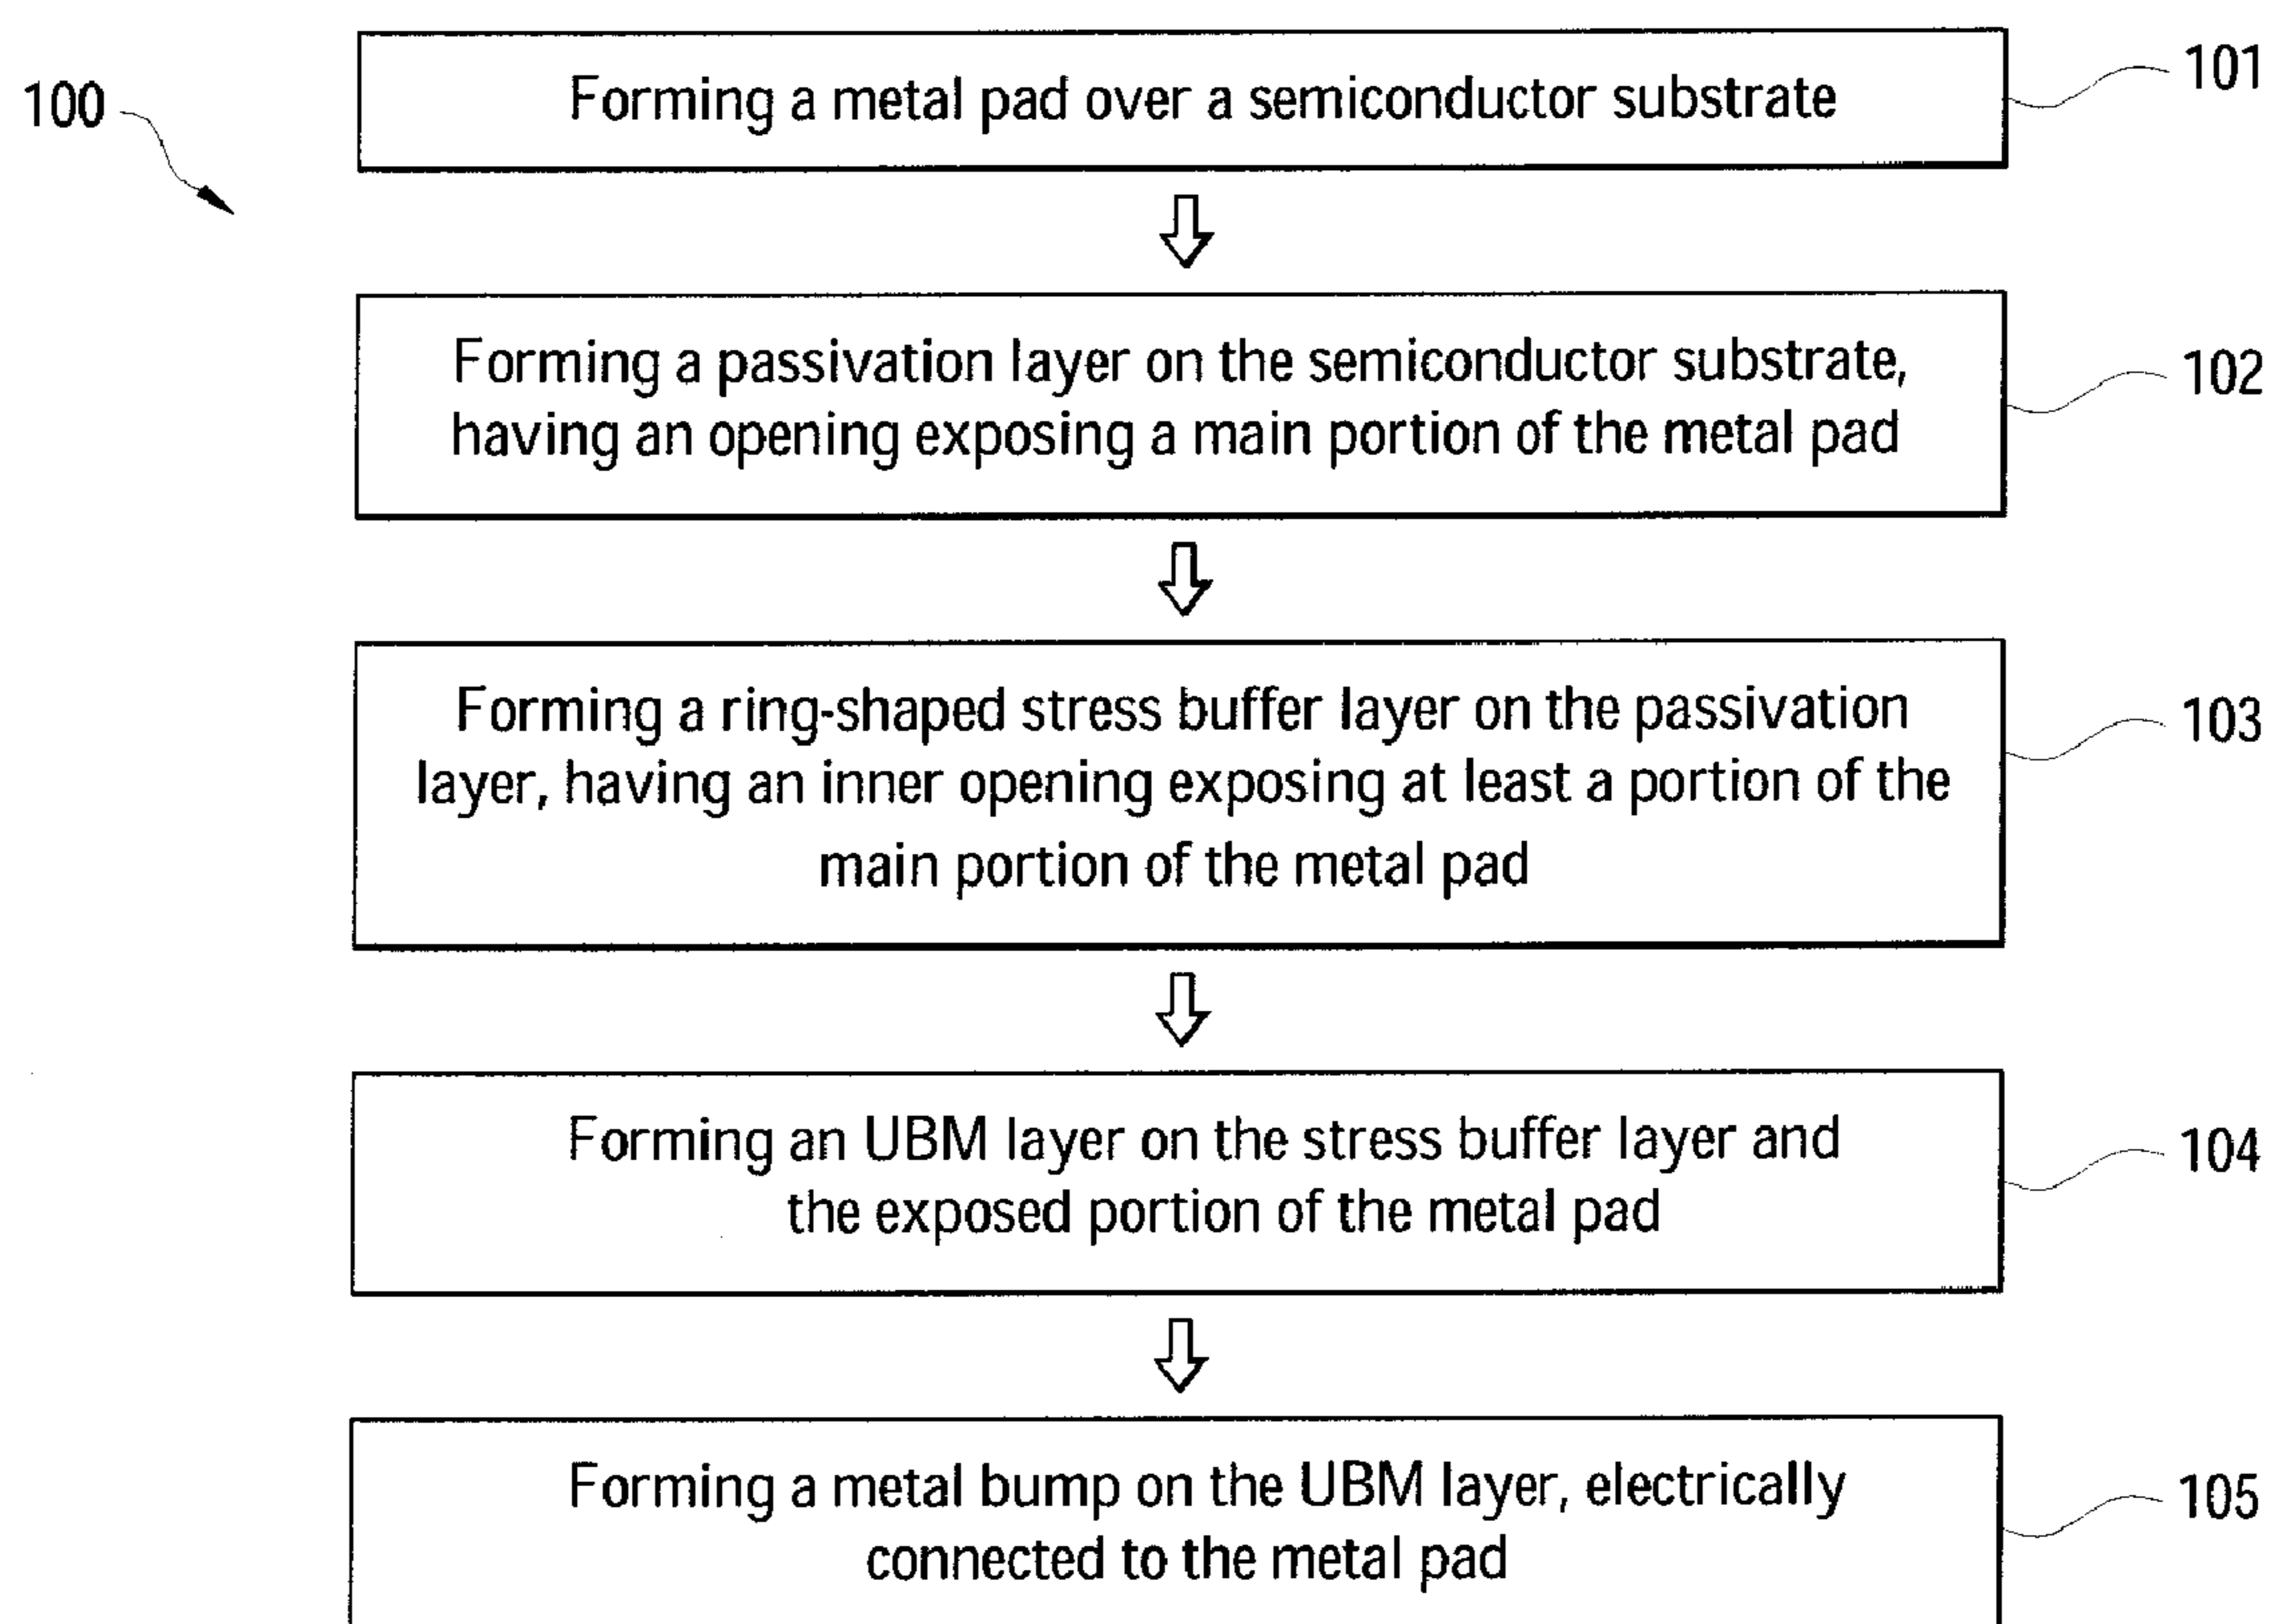 100
Forming a metal pad over a semiconductor substrate
101
Forming a passivation layer on the semiconductor substrate,
having an opening exposing a main portion of the metal pad
102
Forming a ring-shaped stress buffer layer on the passivation
layer, having an inner opening exposing at least a portion of the
main portion of the metal pad
103
Forming an UBM layer on the stress buffer layer and
the exposed portion of the metal pad
104
Forming a metal bump on the UBM layer, electrically
connected to the metal pad
105